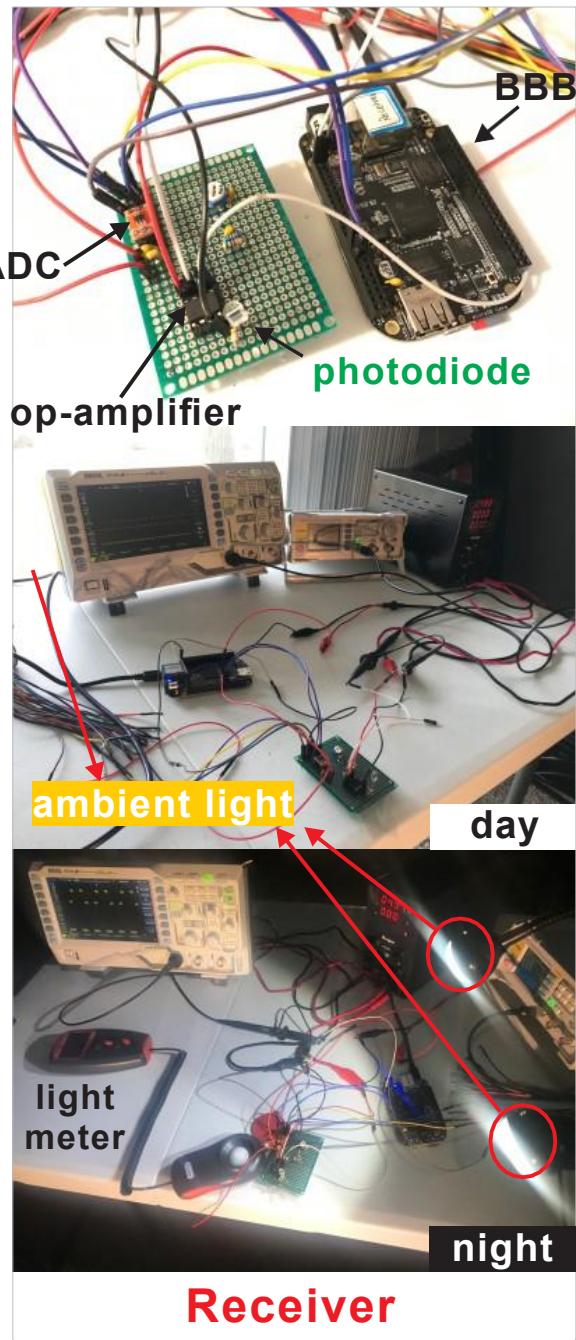 BBB
ADC
photodiode
op-amplifier
ambient light
day
light
meter
night
Receiver